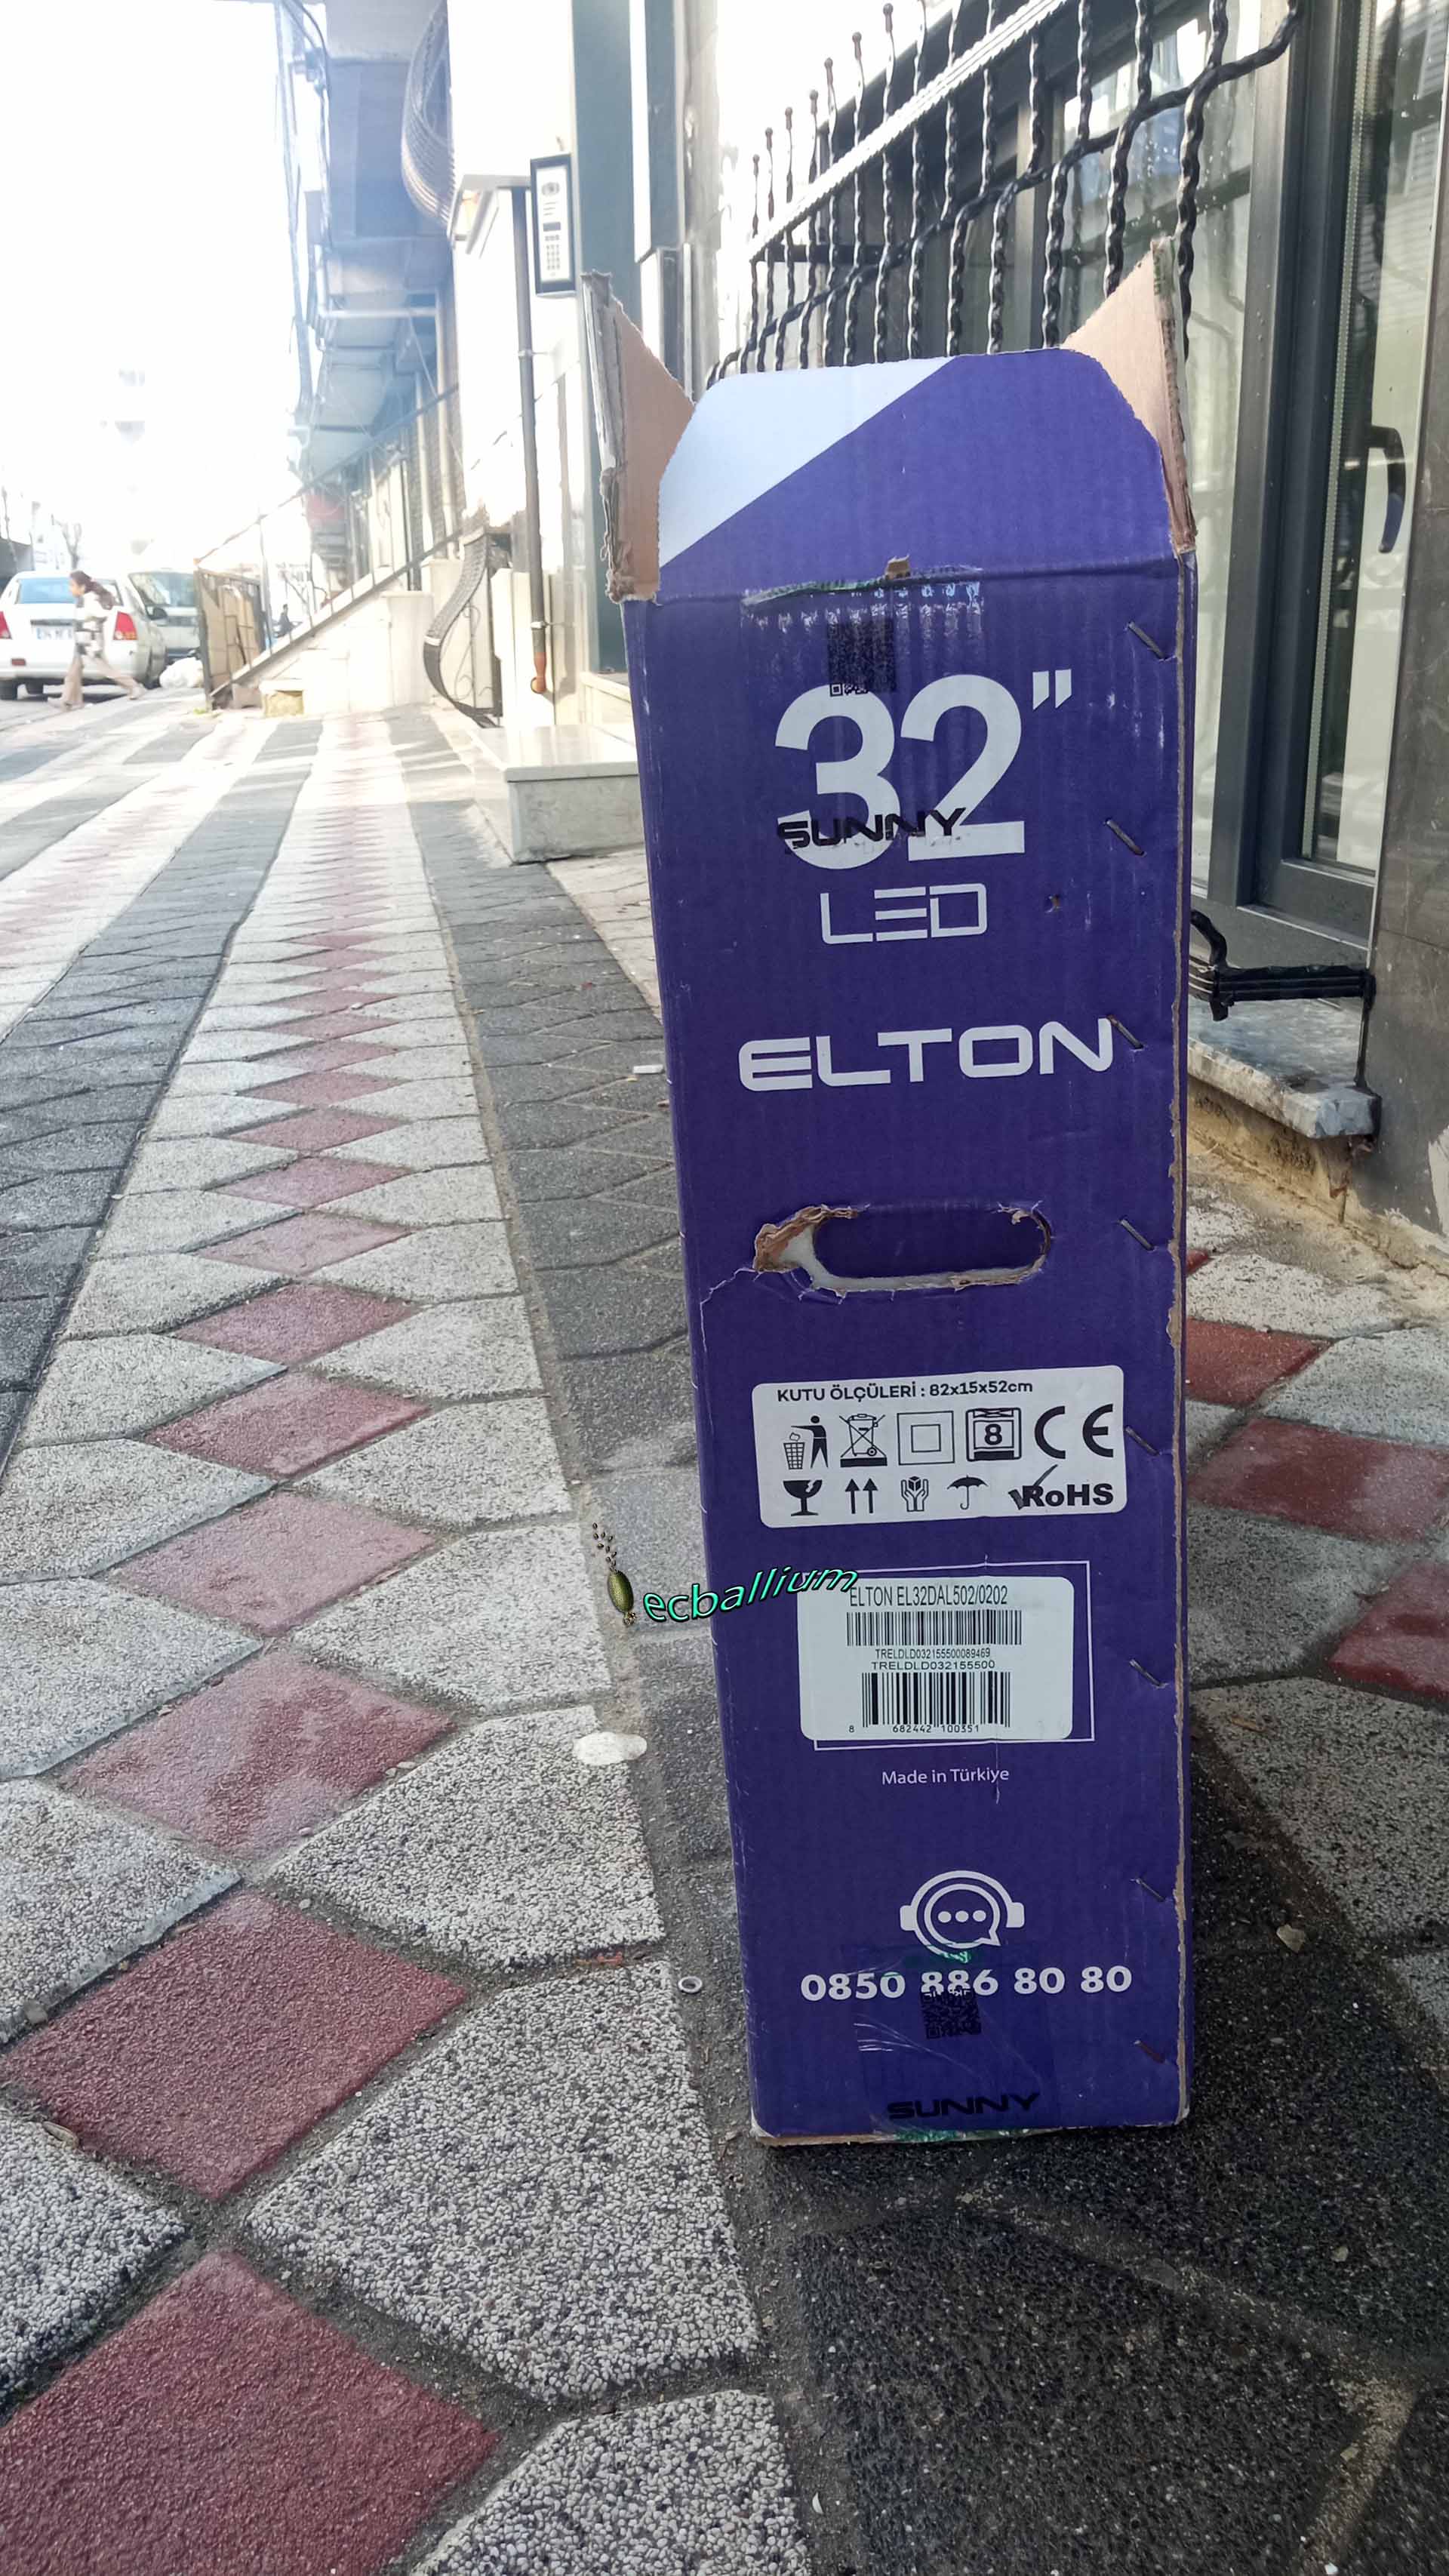 32"
SUNNY
LED
ELTON
KUTU ÖLÇÜLERİ : 82x15x52cm
8
CE
RoHS
ecballium
ELTON EL32DAL502/0202
TRELDLD032155500089469
TRELDLD032155500
8 682442 100351
Made in Türkiye
0850 886 80 80
SUNNY